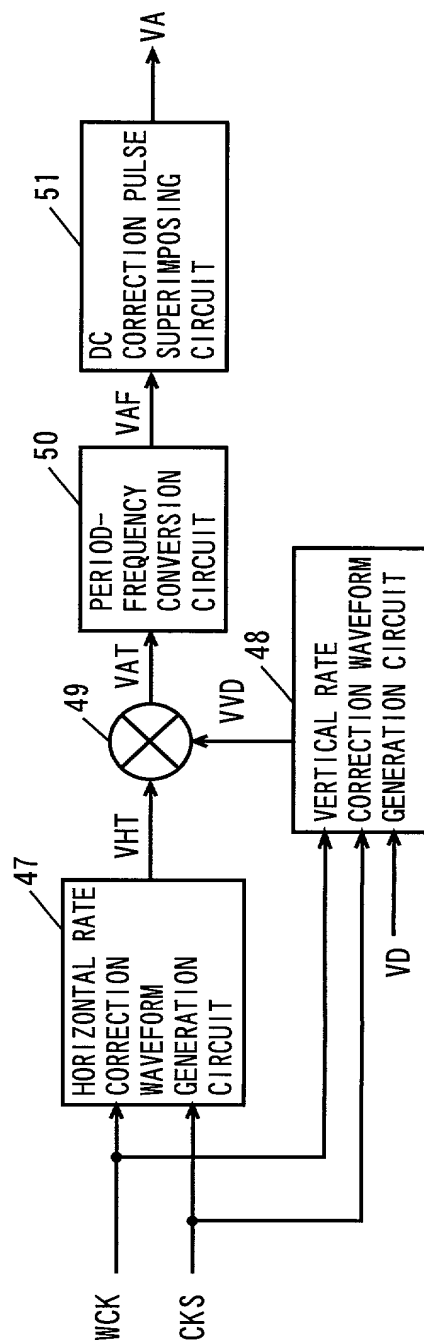 WCK
CKS
47
HORIZONTAL RATE
CORRECTION
WAVEFORM
GENERATION
CIRCUIT
VHT
49
VAT
50
PERIOD-
FREQUENCY
CONVERSION
CIRCUIT
VAF
51
DC
CORRECTION PULSE
SUPERIMPOSING
CIRCUIT
VA
VVD
48
VERTICAL RATE
CORRECTION WAVEFORM
GENERATION CIRCUIT
VD